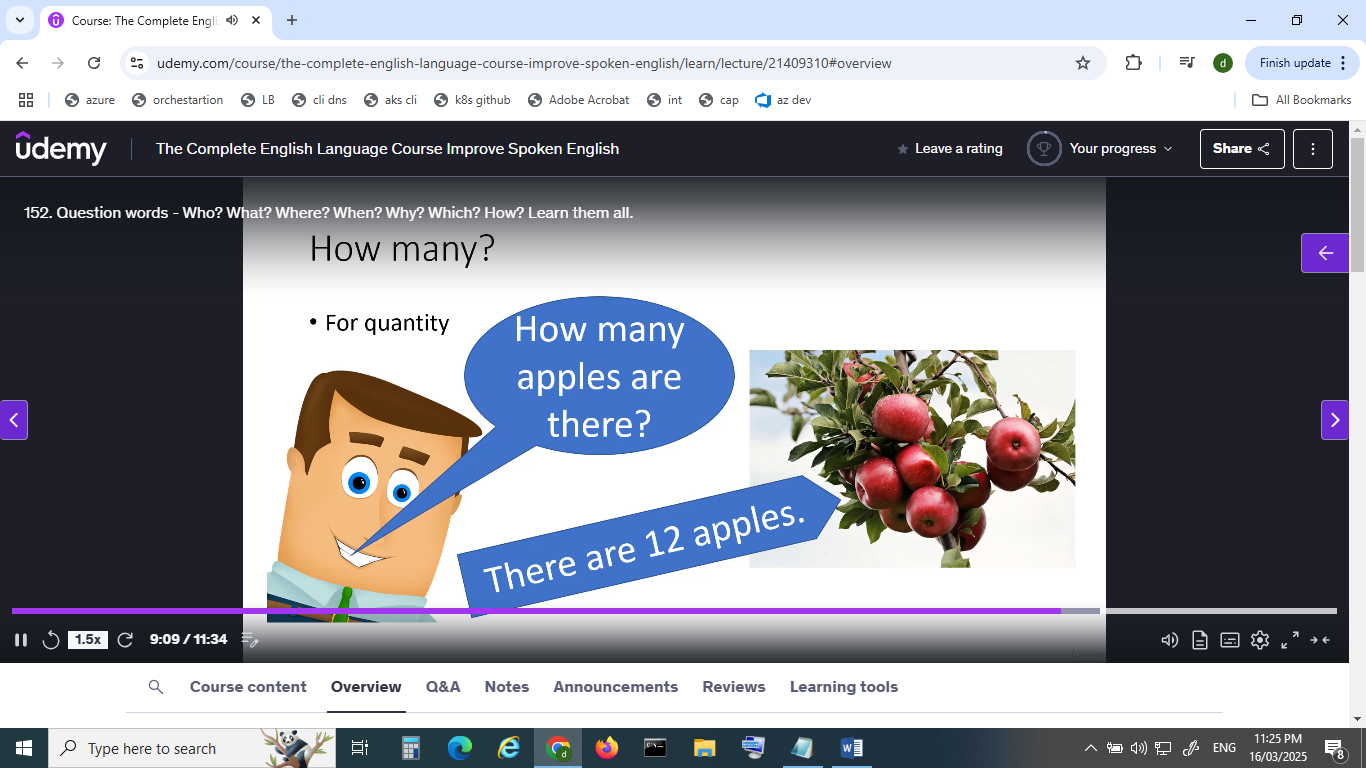 Course: The Complete Engli
udemy.com/course/the-complete-english-language-course-improve-spoken-english/learn/lecture/21409310#overview
d
Finish update
azure
orchestartion
LB
cli dns
aks cli
k8s github
Adobe Acrobat
int
cap
az dev
All Bookmarks
udemy
The Complete English Language Course Improve Spoken English
Leave a rating
Your progress
Share
152. Question words - Who? What? Where? When? Why? Which? How? Learn them all.
How many?
• For quantity
How many
apples are
there?
There are 12 apples.
1.5x
9:09 / 11:34
Course content
Overview
Q&A
Notes
Announcements
Reviews
Learning tools
Type here to search
ENG
11:25 PM
16/03/2025
8